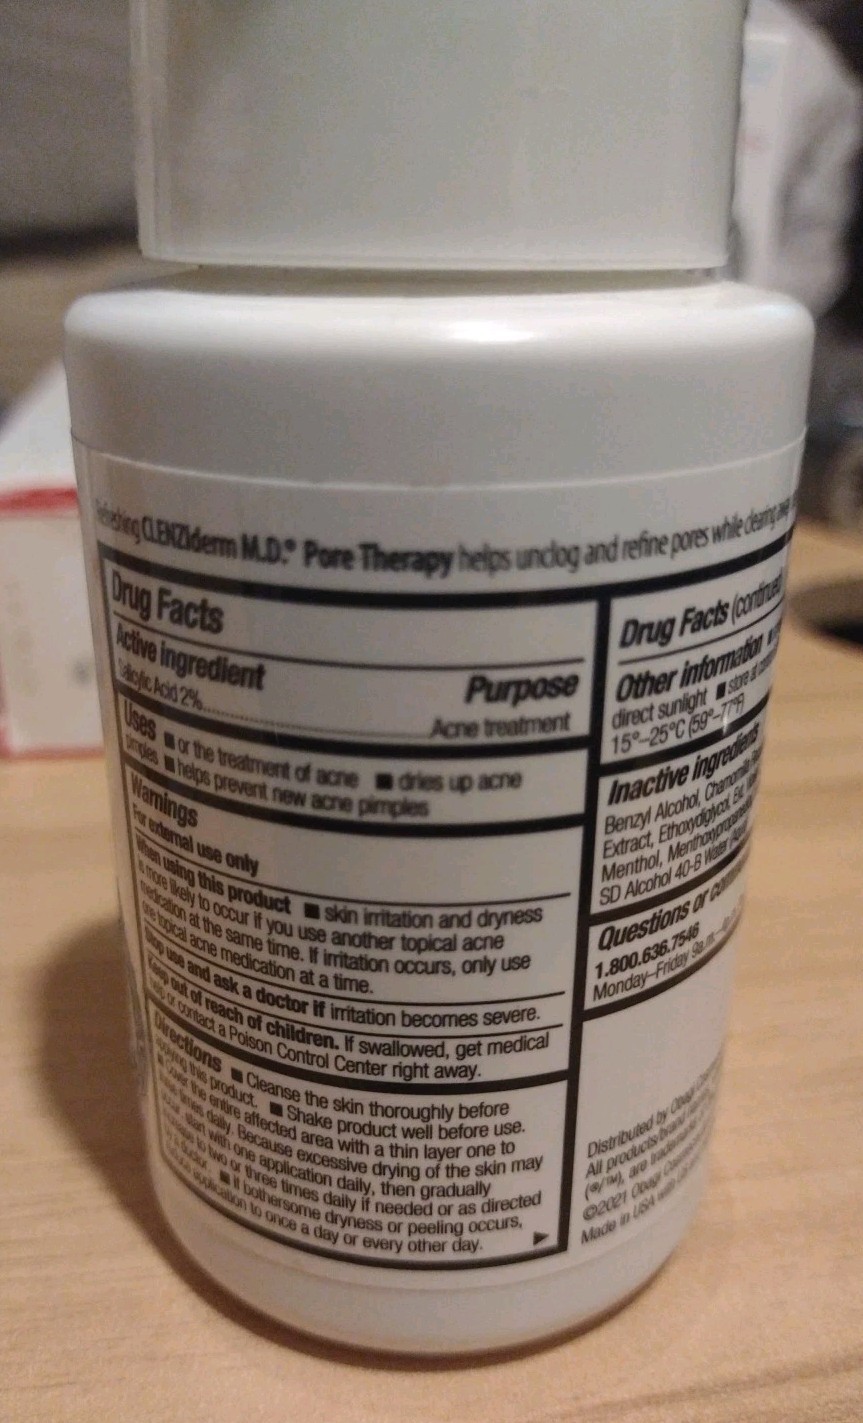 Refreshing CLENZIderm M.D.® Pore Therapy helps unclog and refine pores while clearing away
Drug Facts
Active ingredient Purpose
Salicylic Acid 2%..............................Acne treatment
Uses ■ or the treatment of acne ■ dries up acne
pimples ■ helps prevent new acne pimples
Warnings
For external use only
When using this product ■ skin irritation and dryness
is more likely to occur if you use another topical acne
medication at the same time. If irritation occurs, only use
one topical acne medication at a time.
Stop use and ask a doctor if irritation becomes severe.
Keep out of reach of children. If swallowed, get medical
help or contact a Poison Control Center right away.
Directions ■ Cleanse the skin thoroughly before
applying this product. ■ Shake product well before use.
■ Cover the entire affected area with a thin layer one to
three times daily. Because excessive drying of the skin may
occur, start with one application daily, then gradually
increase to two or three times daily if needed or as directed
by a doctor. ■ If bothersome dryness or peeling occurs,
reduce application to once a day or every other day.
Drug Facts (continued)
Other information ■
direct sunlight ■ store at
15°–25°C (59°–77°F)
Inactive ingredients
Benzyl Alcohol, Chamomilla
Extract, Ethoxydiglycol,
Menthol,
SD Alcohol 40-B Water
Questions or
1.800.636.7546
Monday–Friday 9a.m.–
Distributed by Obagi
All products/brand
(®/™), are trademarks
©2021 Obagi
Made in USA with